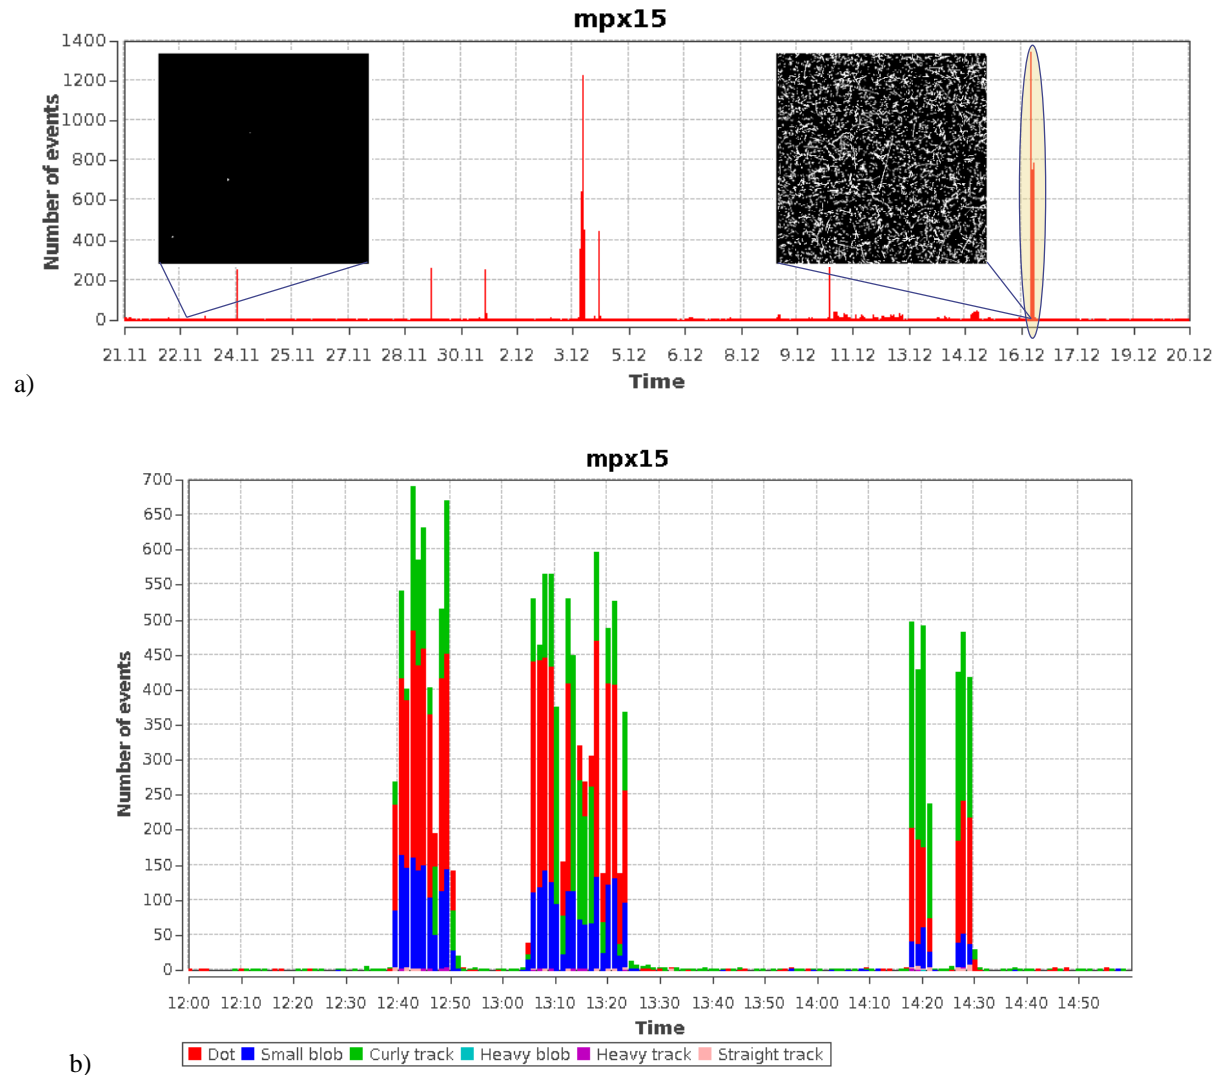 mpx15
1400
1200
1000
800
600
400
200
0
Number of events
21.11 22.11 24.11 25.11 27.11 28.11 30.11 2.12 3.12 5.12 6.12 8.12 9.12 11.12 13.12 14.12 16.12 17.12 19.12 20.12
Time
a)
mpx15
700
650
600
550
500
450
400
350
300
250
200
150
100
50
0
Number of events
12:00 12:10 12:20 12:30 12:40 12:50 13:00 13:10 13:20 13:30 13:40 13:50 14:00 14:10 14:20 14:30 14:40 14:50
Time
Dot Small blob Curly track Heavy blob Heavy track Straight track
b)